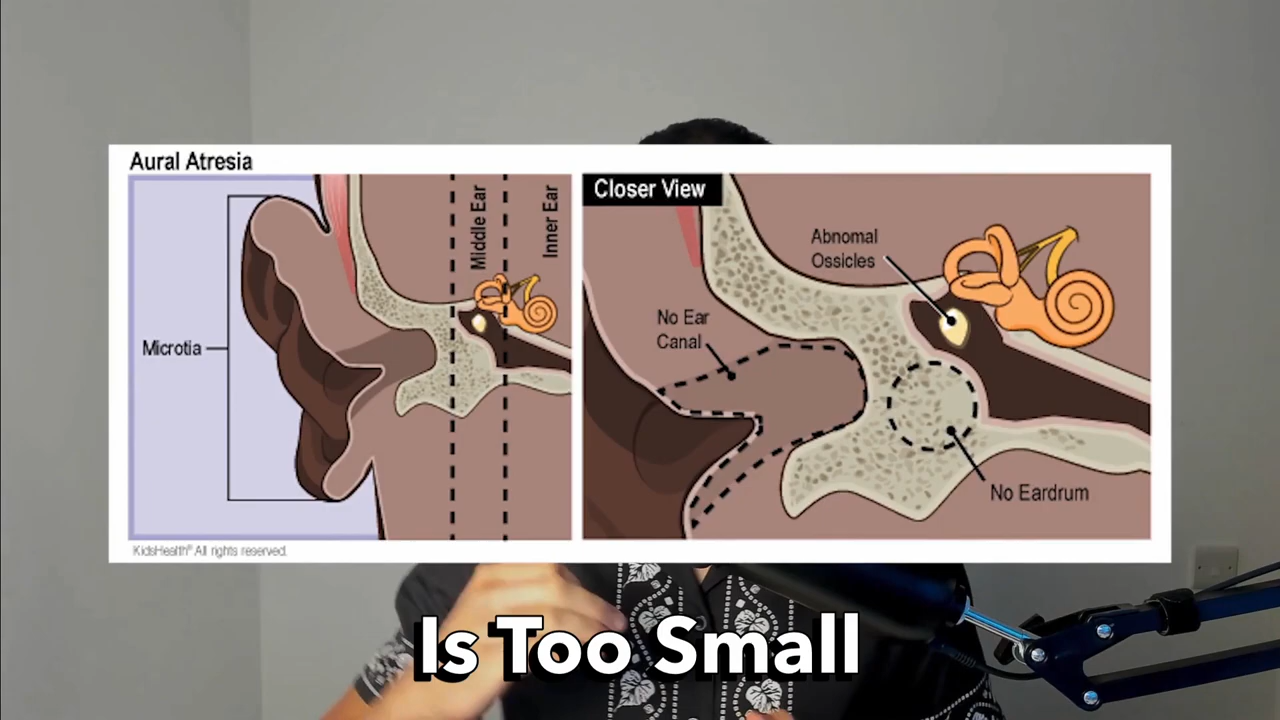 Aural Atresia
Middle Ear
Inner Ear
Microtia
KidsHealth® All rights reserved.
Closer View
Abnomal
Ossicles
No Ear
Canal
No Eardrum
Is Too Small